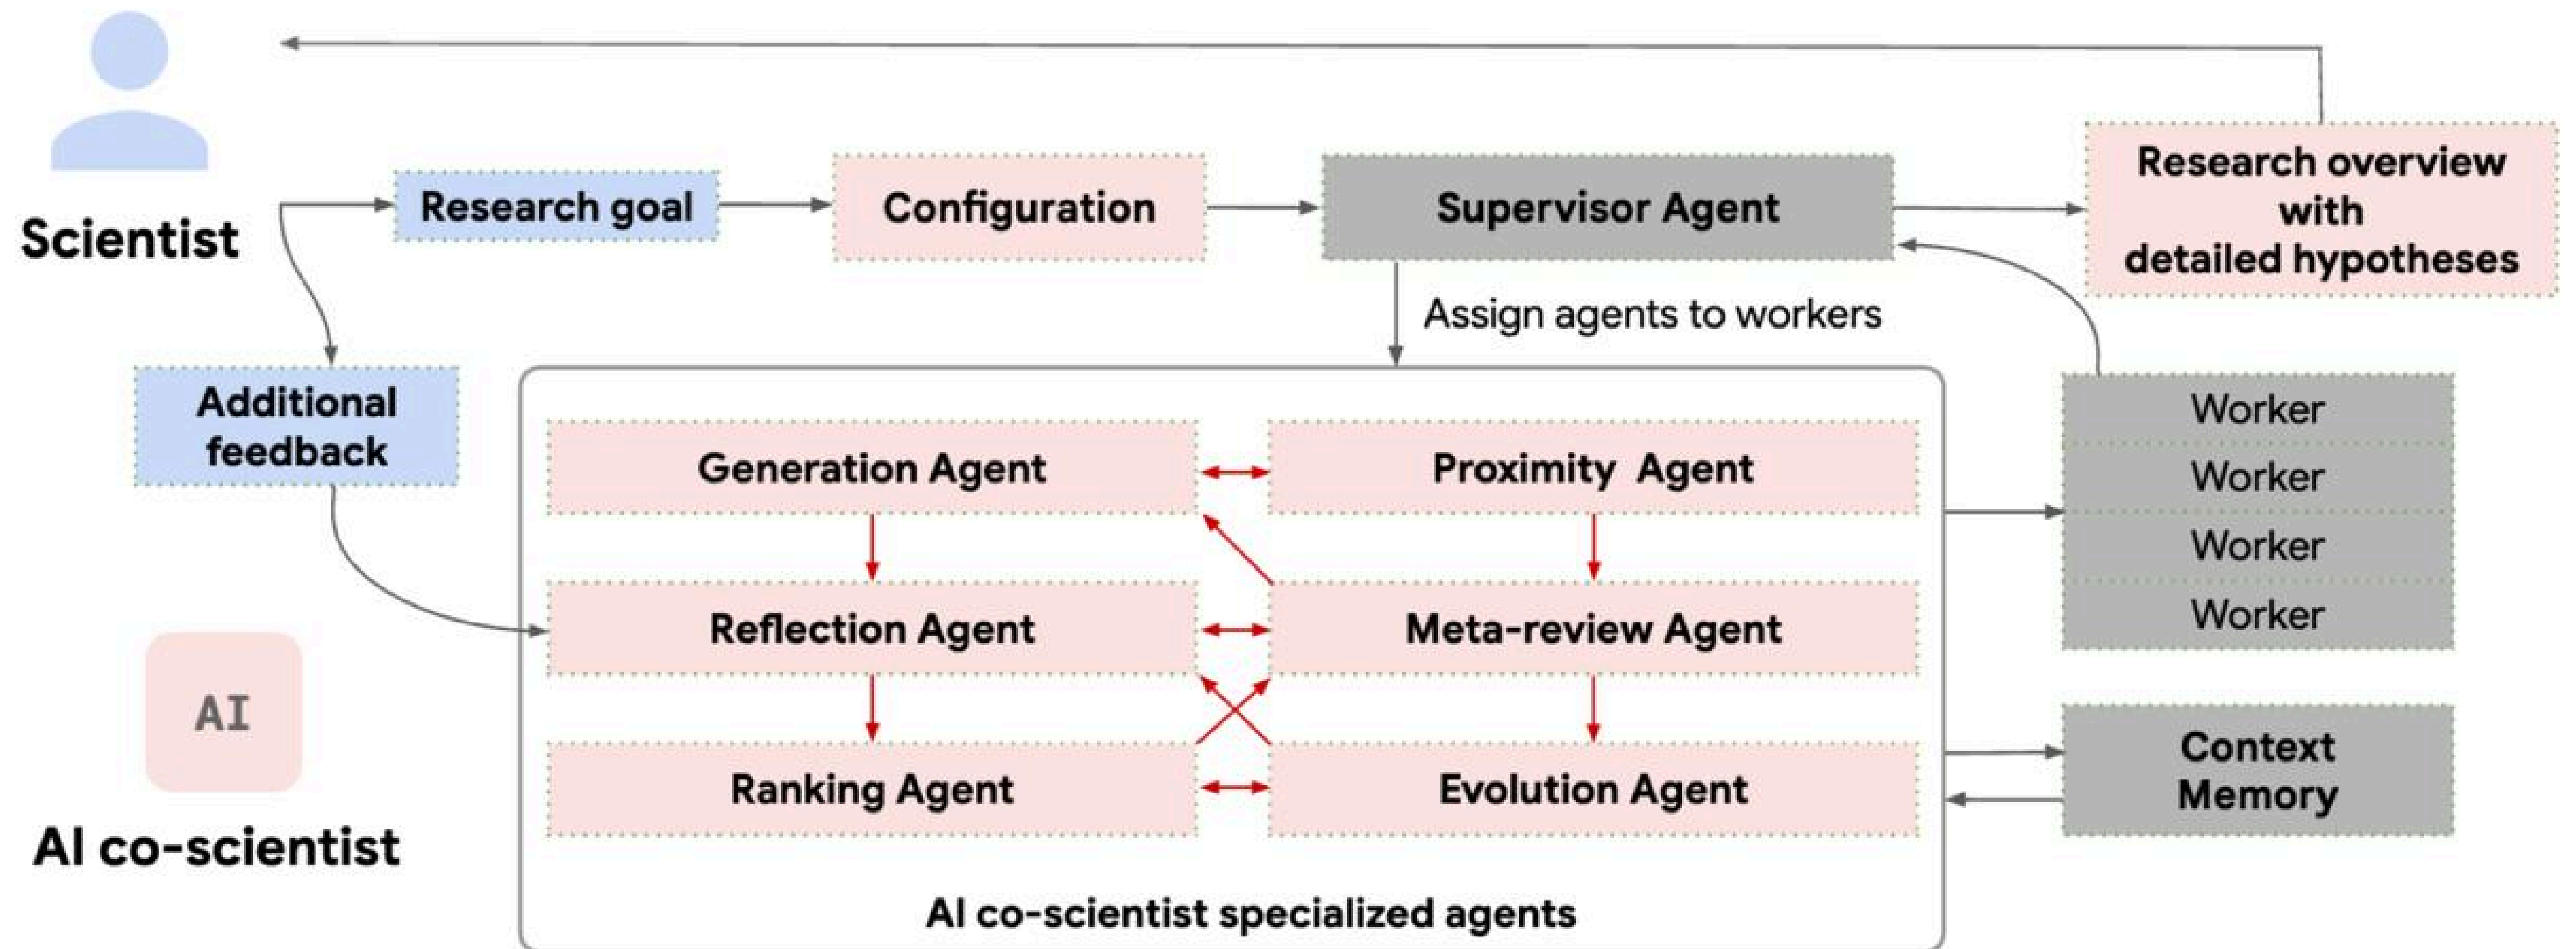 Scientist
Research goal
Configuration
Supervisor Agent
Research overview
with
detailed hypotheses
Assign agents to workers
Additional
feedback
Generation Agent
Proximity Agent
Reflection Agent
Meta-review Agent
Ranking Agent
Evolution Agent
AI co-scientist specialized agents
Worker
Worker
Worker
Worker
Context
Memory
AI
AI co-scientist